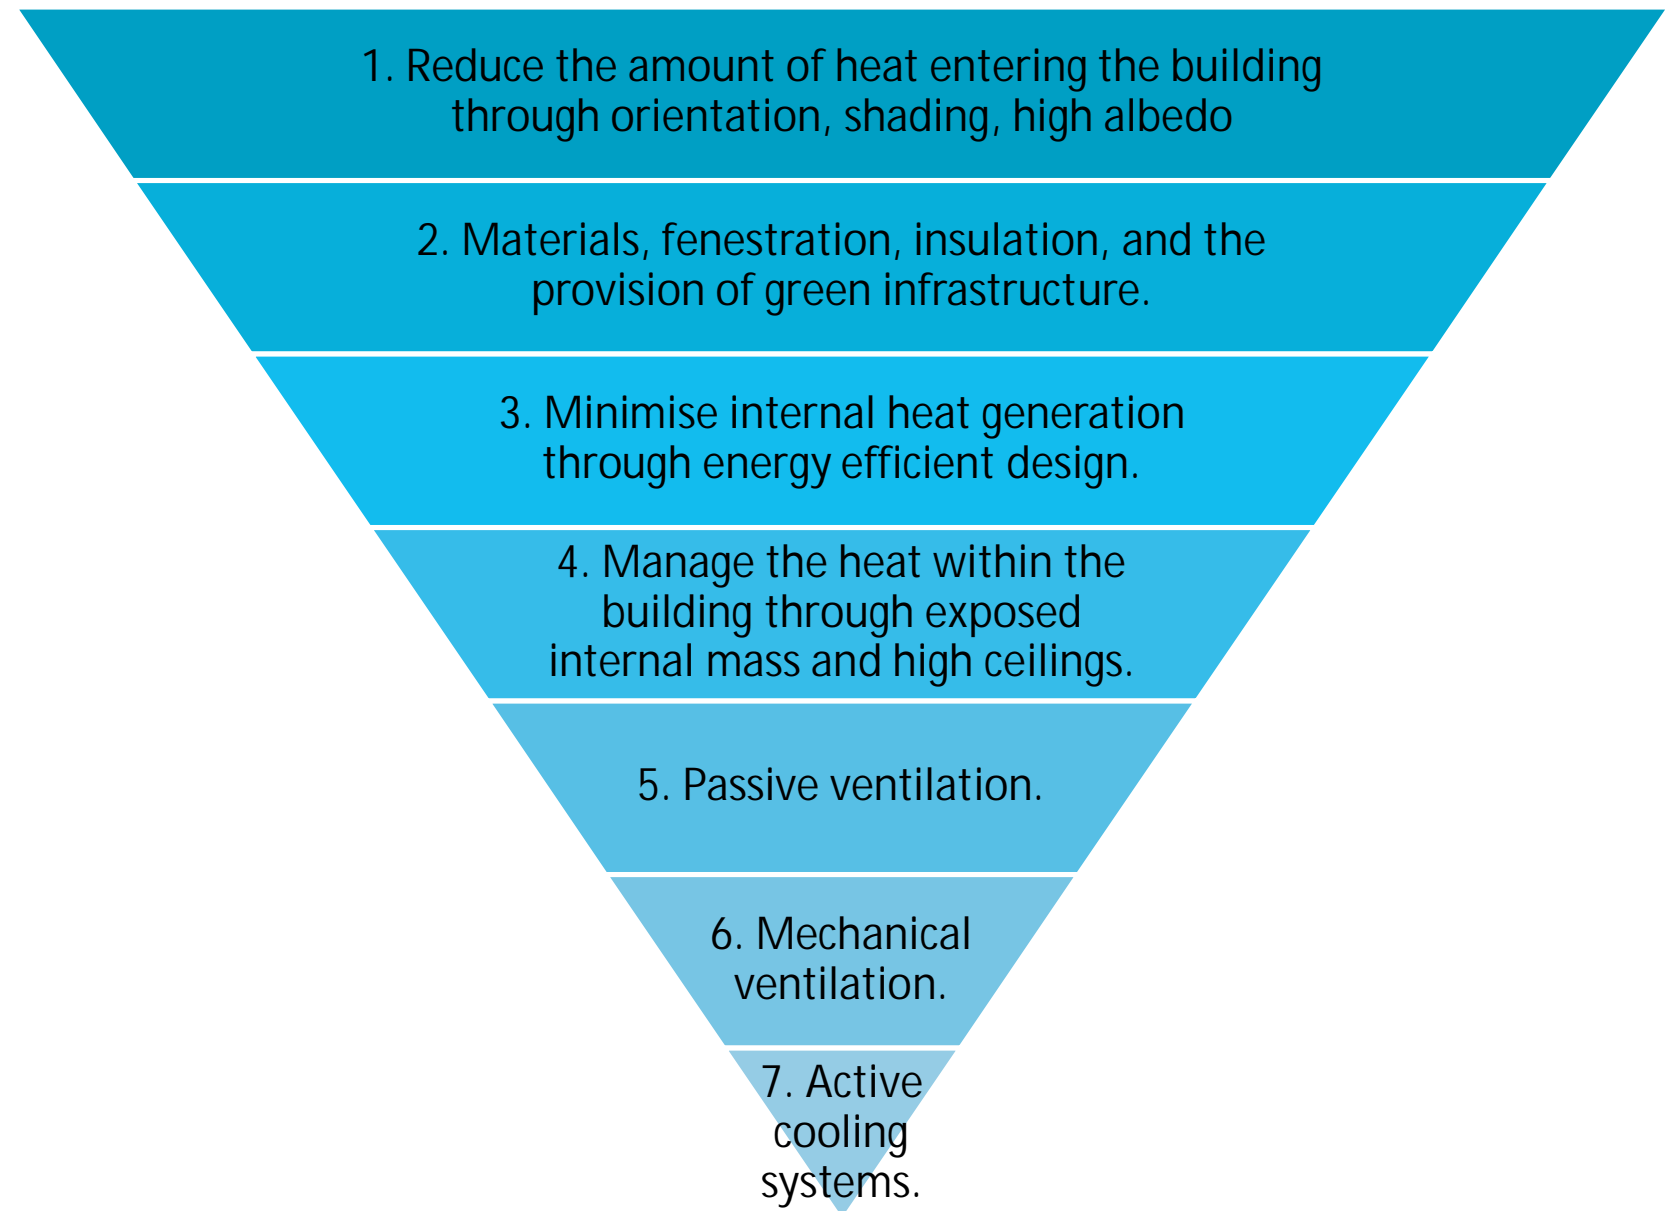 1. Reduce the amount of heat entering the building
through orientation, shading, high albedo
2. Materials, fenestration, insulation, and the
provision of green infrastructure.
3. Minimise internal heat generation
through energy efficient design.
4. Manage the heat within the
building through exposed
internal mass and high ceilings.
5. Passive ventilation.
6. Mechanical
ventilation.
7. Active
cooling
systems.